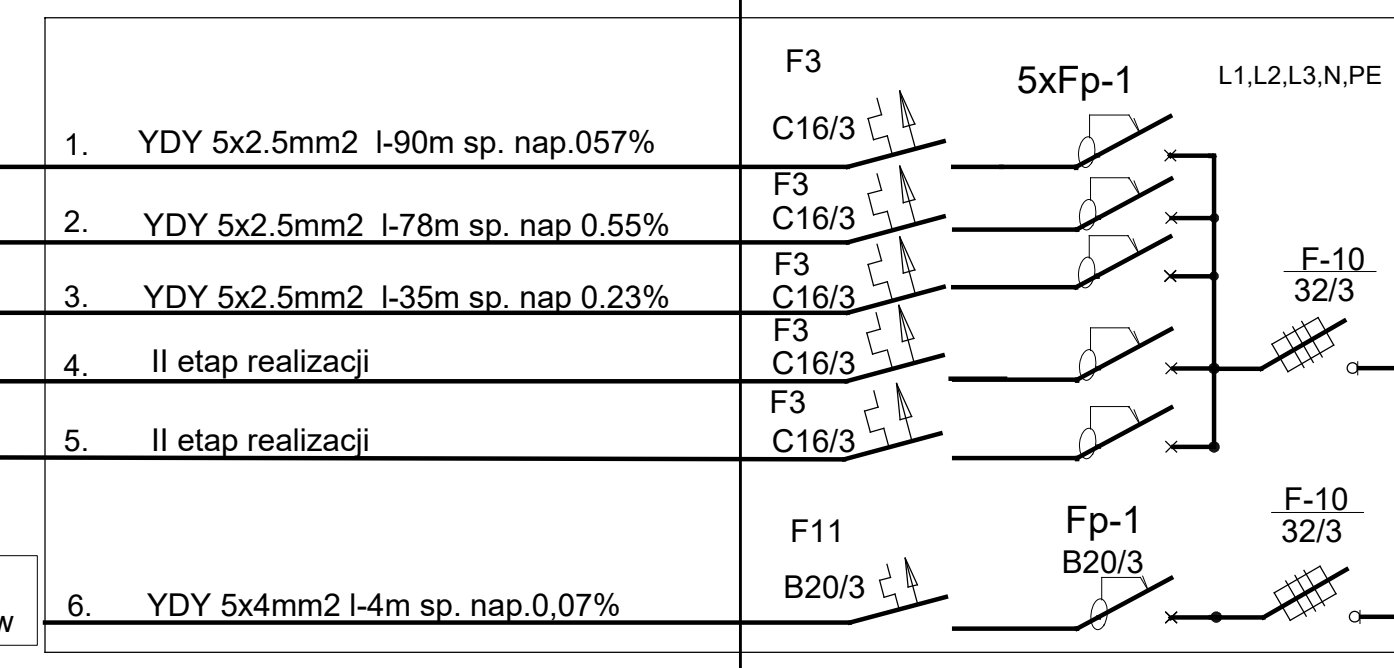 F3
5xFp-1
L1,L2,L3,N,PE
C16/3
1. YDY 5x2.5mm2 l-90m sp. nap.057%
F3
C16/3
2. YDY 5x2.5mm2 l-78m sp. nap 0.55%
F3
F-10
32/3
C16/3
3. YDY 5x2.5mm2 l-35m sp. nap 0.23%
F3
C16/3
4. II etap realizacji
F3
C16/3
5. II etap realizacji
F-10
32/3
F11
Fp-1
B20/3
B20/3
6. YDY 5x4mm2 l-4m sp. nap.0,07%
w